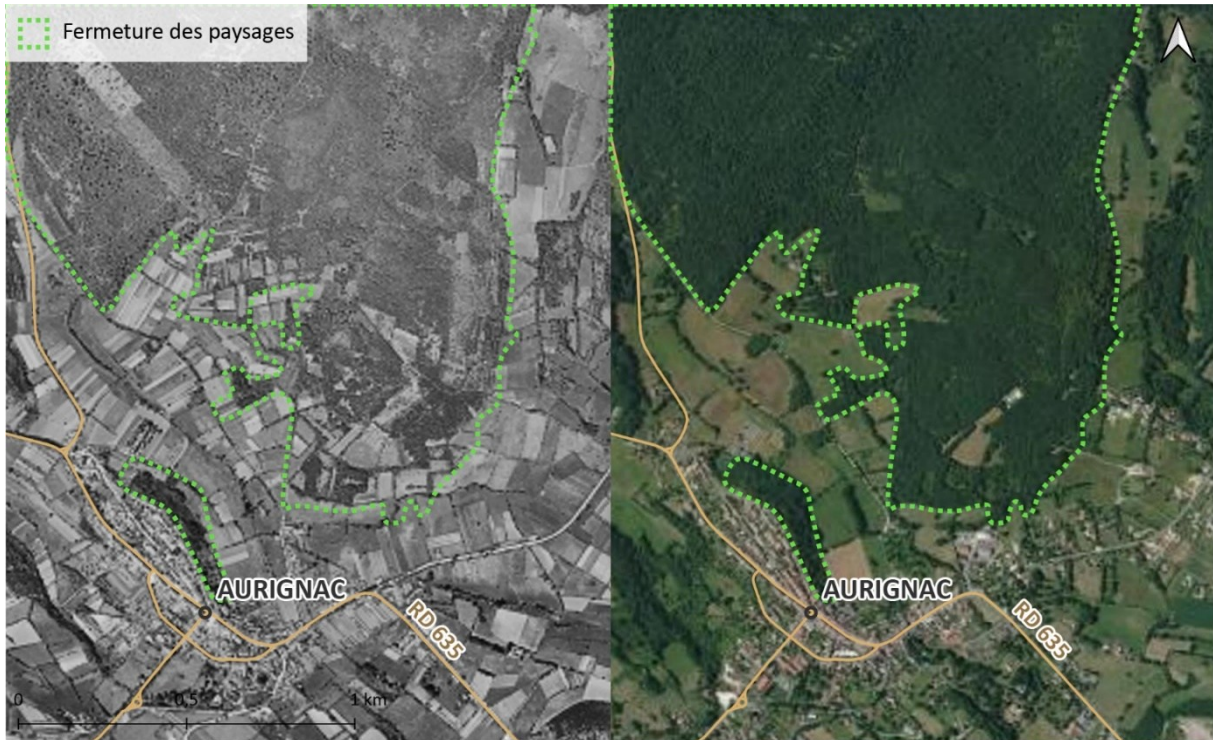 Fermeture des paysages
AURIGNAC
RD 635
0
0,5
1 km
AURIGNAC
RD 635